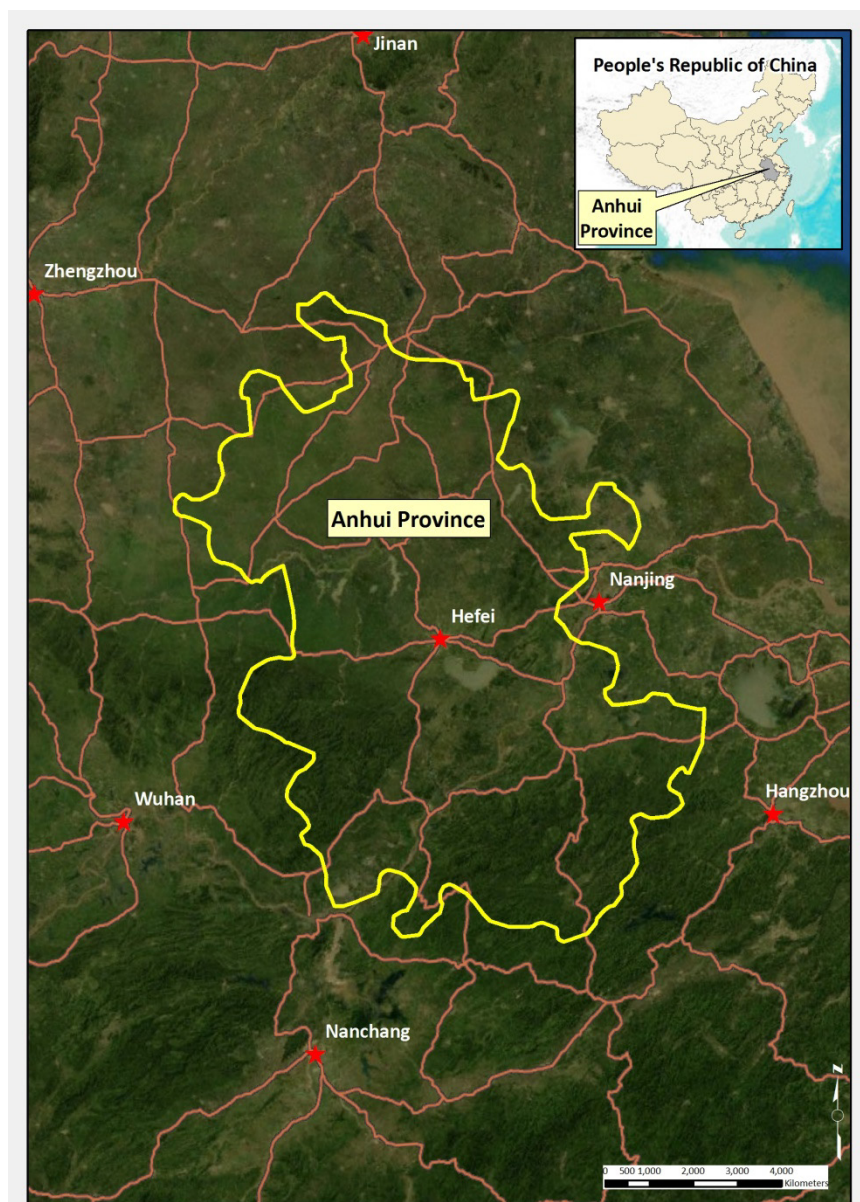 Jinan
People's Republic of China
Anhui
Province
Zhengzhou
Anhui Province
Nanjing
Hefei
Wuhan
Hangzhou
Nanchang
N
0 500 1,000 2,000 3,000 4,000
Kilometers